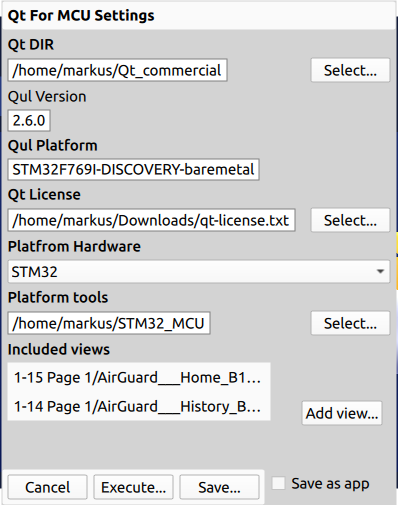 Qt For MCU Settings
Qt DIR
/home/markus/Qt_commercial Select...
Qul Version
2.6.0
Qul Platform
STM32F769I-DISCOVERY-baremetal
Qt License
/home/markus/Downloads/qt-license.txt Select...
Platfrom Hardware
STM32
Platform tools
/home/markus/STM32_MCU Select...
Included views
1-15 Page 1/AirGuard___Home_B1...
1-14 Page 1/AirGuard___History_B...
Add view...
Cancel Execute... Save... Save as app